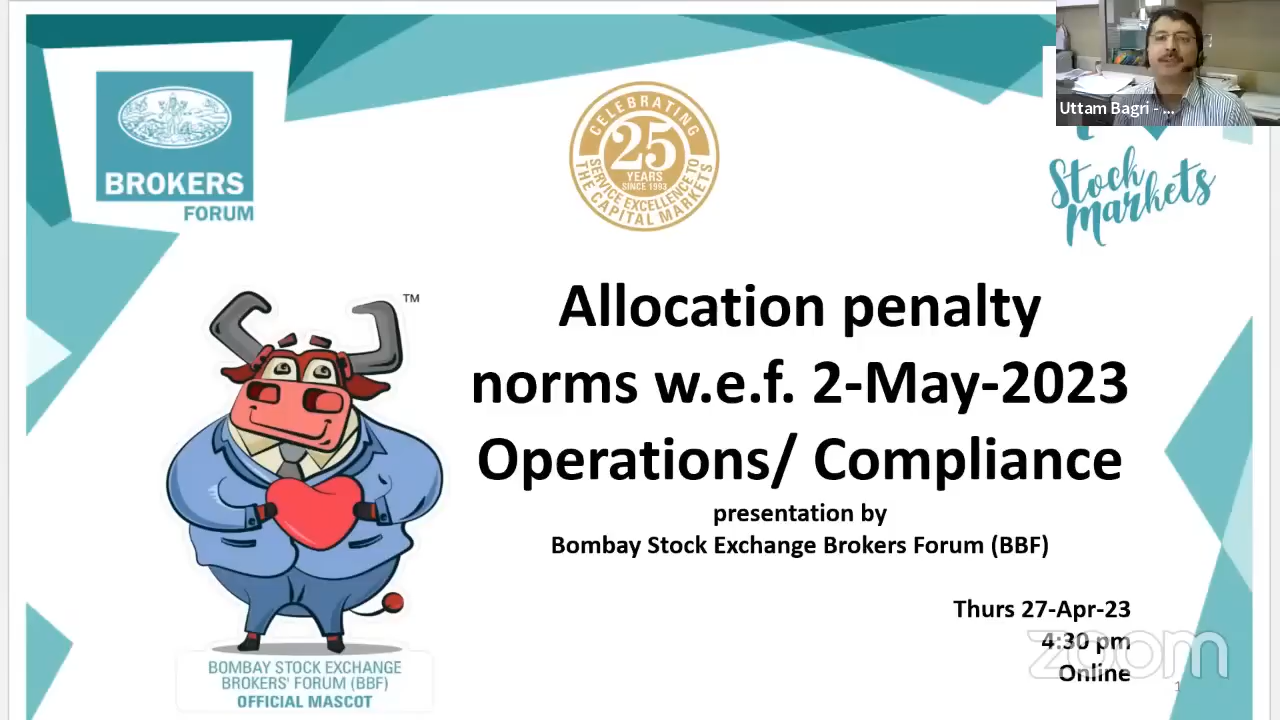 BROKERS
FORUM
CELEBRATING
25
YEARS
SINCE 1993
SERVICE EXCELLENCE TO
THE CAPITAL MARKETS
Uttam Bagri - ...
Stock
Markets
TM
Allocation penalty
norms w.e.f. 2-May-2023
Operations/ Compliance
presentation by
Bombay Stock Exchange Brokers Forum (BBF)
Thurs 27-Apr-23
4:30 pm
Online
zoom
1
BOMBAY STOCK EXCHANGE
BROKERS' FORUM (BBF)
OFFICIAL MASCOT